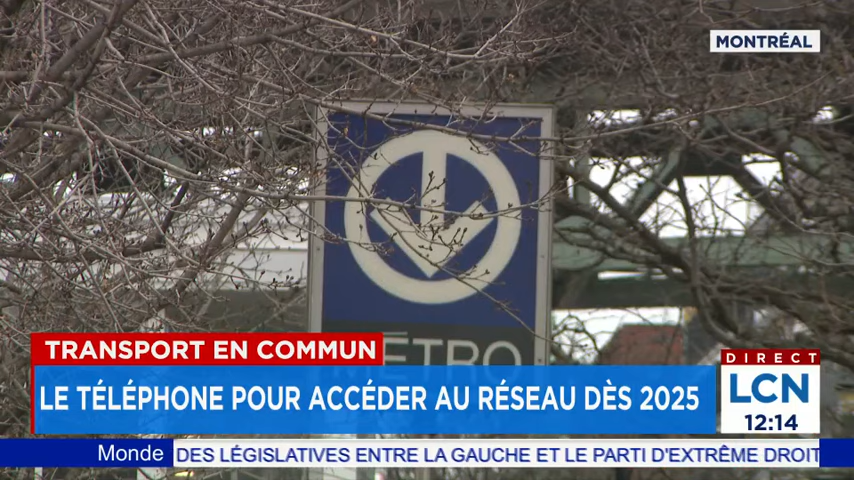 MONTRÉAL
MÉTRO
TRANSPORT EN COMMUN
LE TÉLÉPHONE POUR ACCÉDER AU RÉSEAU DÈS 2025
DIRECT
LCN
12:14
Monde
DES LÉGISLATIVES ENTRE LA GAUCHE ET LE PARTI D'EXTRÊME DROIT